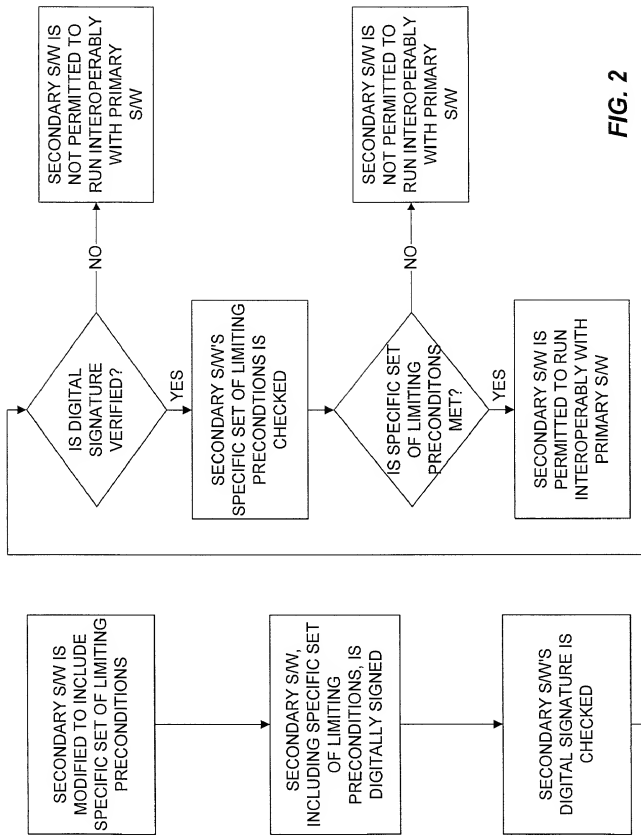 SECONDARY S/W IS
MODIFIED TO INCLUDE
SPECIFIC SET OF LIMITING
PRECONDITIONS
SECONDARY S/W,
INCLUDING SPECIFIC SET
OF LIMITING
PRECONDITIONS, IS
DIGITALLY SIGNED
SECONDARY S/W'S
DIGITAL SIGNATURE IS
CHECKED
IS DIGITAL
SIGNATURE
VERIFIED?
NO
SECONDARY S/W IS
NOT PERMITTED TO
RUN INTEROPERABLY
WITH PRIMARY
S/W
YES
SECONDARY S/W'S
SPECIFIC SET OF LIMITING
PRECONDTIONS IS
CHECKED
IS SPECIFIC SET
OF LIMITING
PRECONDITONS
MET?
NO
SECONDARY S/W IS
NOT PERMITTED TO
RUN INTEROPERABLY
WITH PRIMARY
S/W
YES
SECONDARY S/W IS
PERMITTED TO RUN
INTEROPERABLY WITH
PRIMARY S/W
FIG. 2